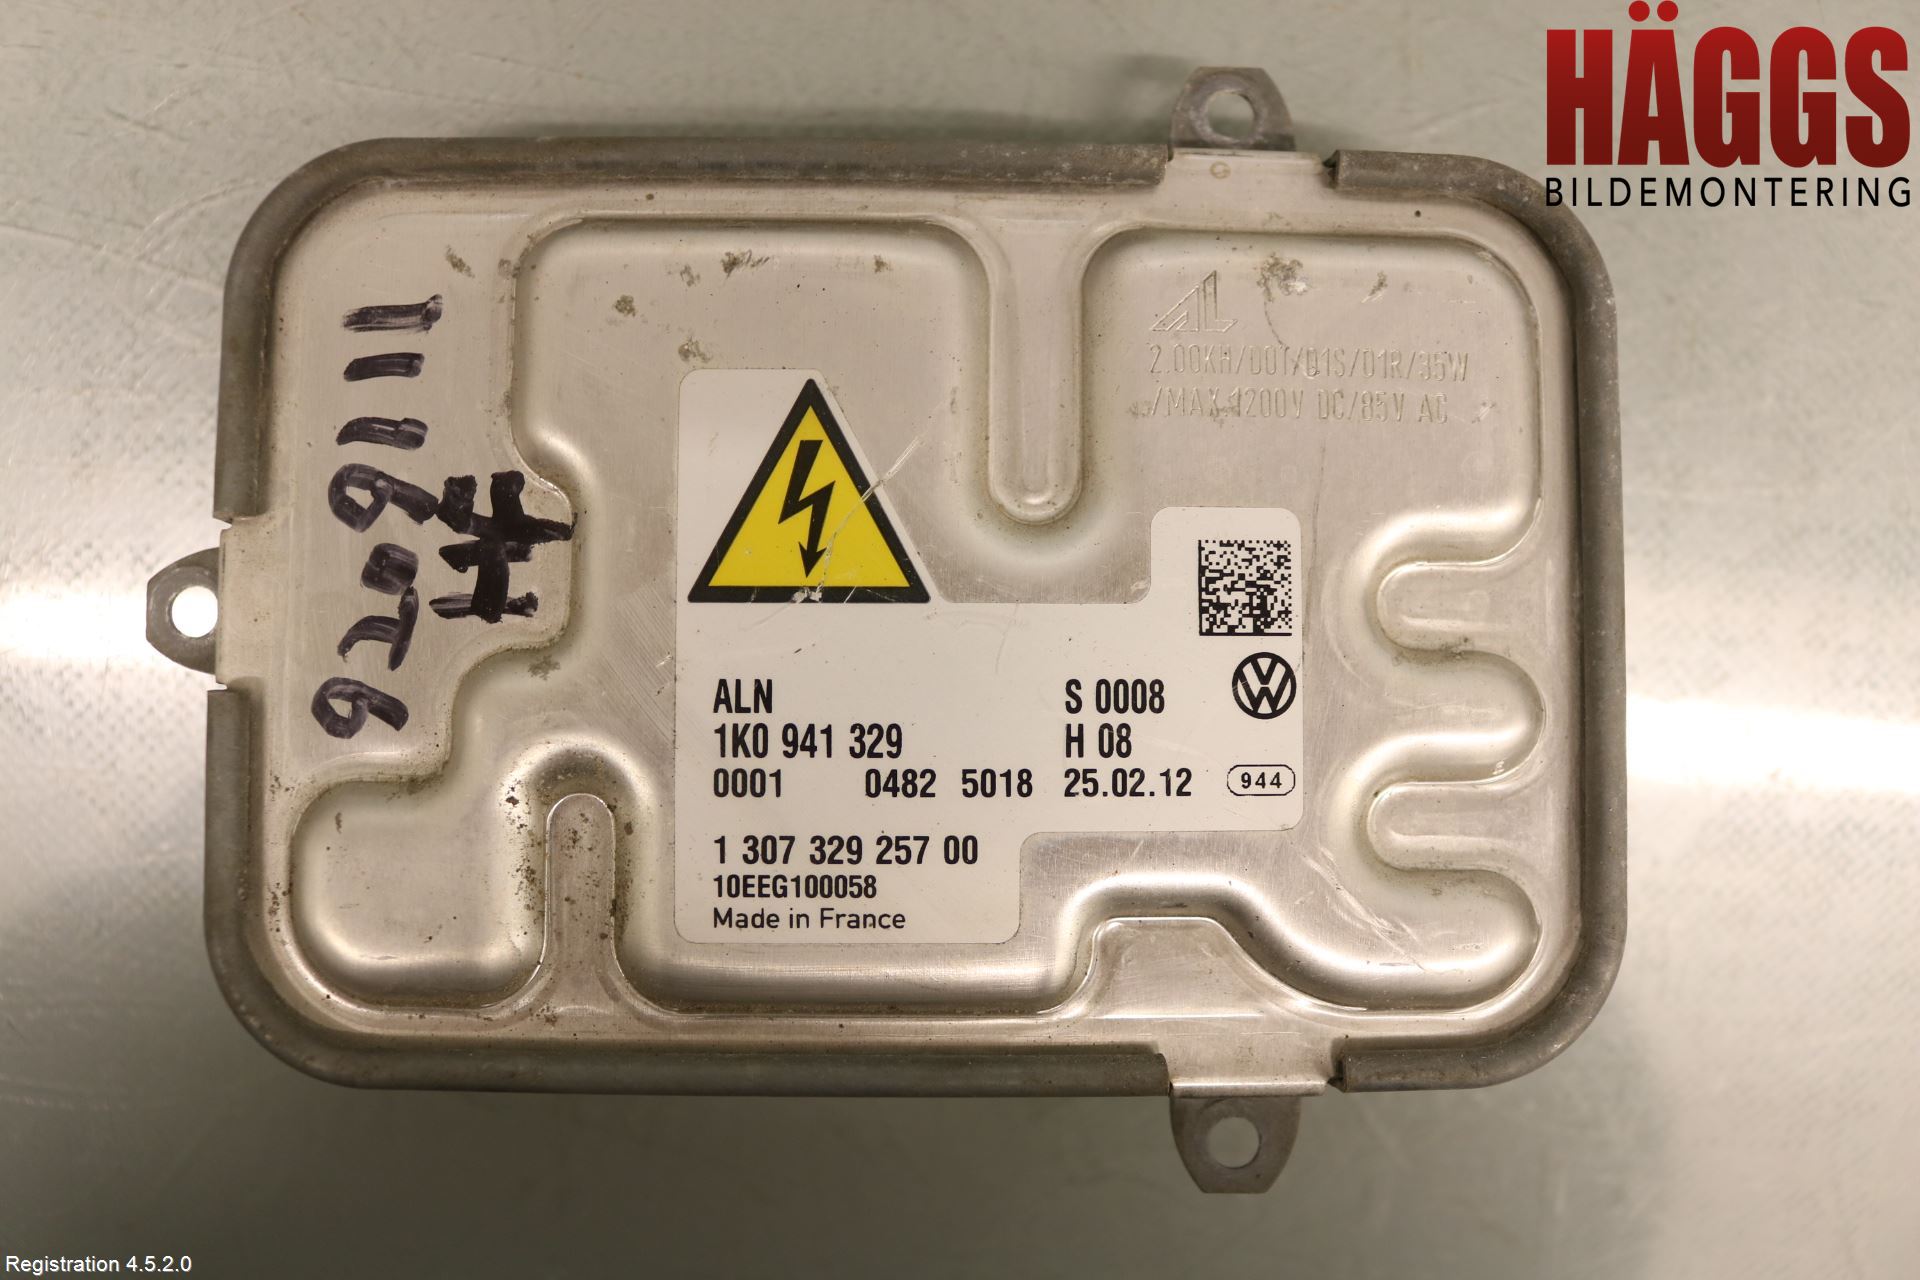 HÄGGS
BILDEMONTERING
AL
2.00KH/DOT/D1S/D1R/35W
/MAX 1200V DC/85V AC
ALN
S 0008
1K0 941 329
H 08
0001 0482 5018 25.02.12
944
1 307 329 257 00
10EEG100058
Made in France
Registration 4.5.2.0